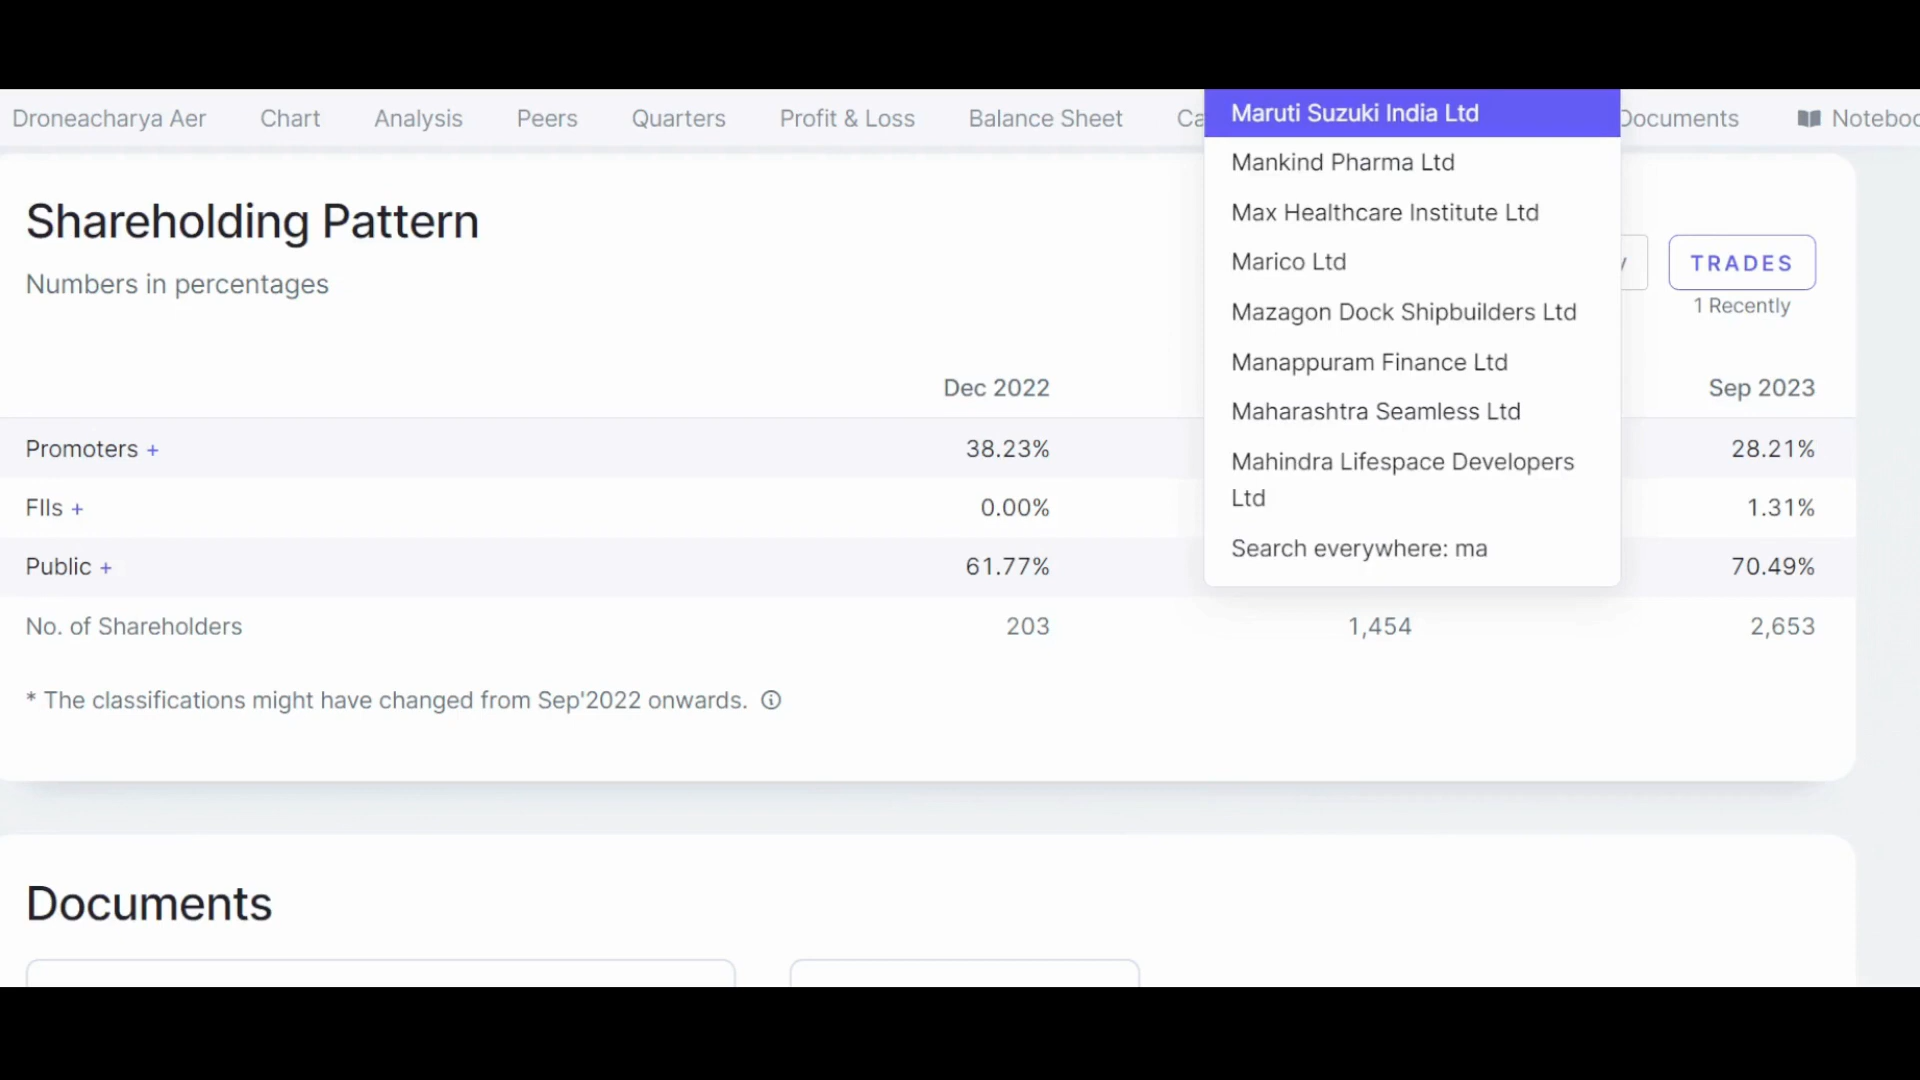 Droneacharya Aer Chart Analysis Peers Quarters Profit & Loss Balance Sheet Documents
Maruti Suzuki India Ltd
Mankind Pharma Ltd
Max Healthcare Institute Ltd
Marico Ltd
Mazagon Dock Shipbuilders Ltd
Manappuram Finance Ltd
Maharashtra Seamless Ltd
Mahindra Lifespace Developers
Ltd
Search everywhere: ma
Shareholding Pattern
Numbers in percentages
TRADES
1 Recently
Dec 2022 Sep 2023
Promoters + 38.23% 28.21%
FIIs + 0.00% 1.31%
Public + 61.77% 70.49%
No. of Shareholders 203 1,454 2,653
* The classifications might have changed from Sep'2022 onwards.
Documents